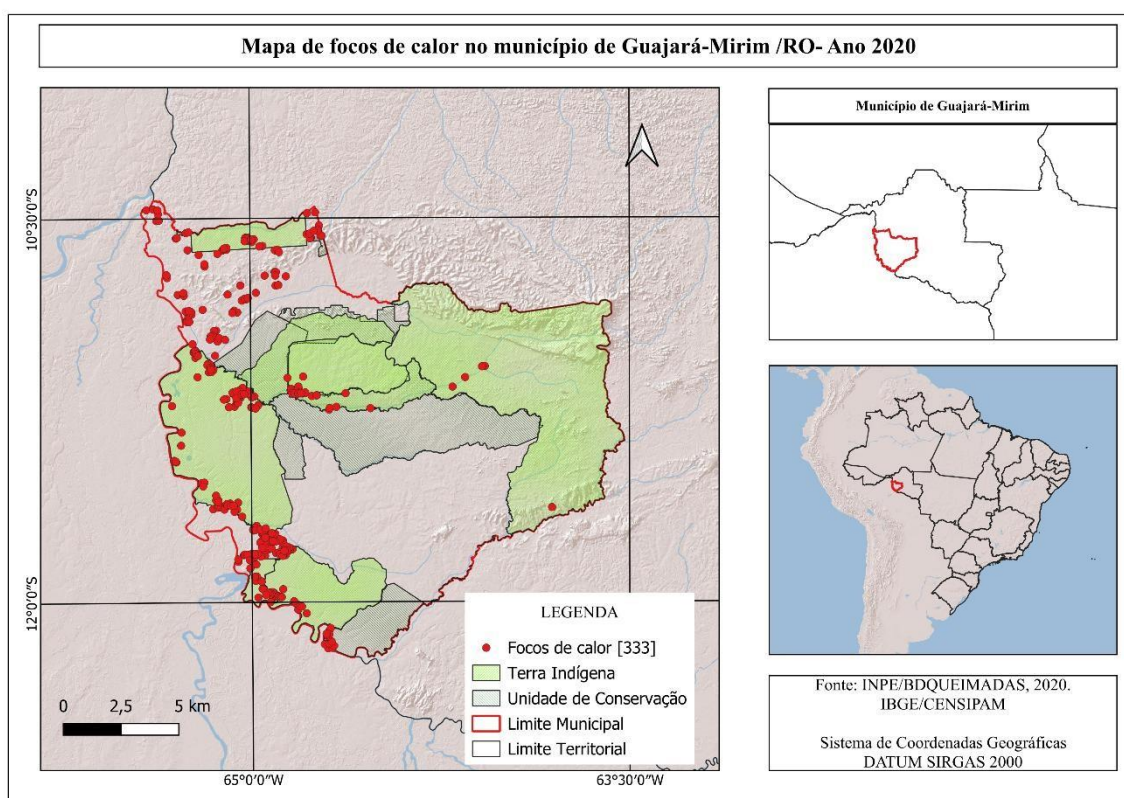 Mapa de focos de calor no município de Guajará-Mirim /RO- Ano 2020
10°30'0"S
12°0'0"S
65°0'0"W
63°30'0"W
0 2,5 5 km
LEGENDA
Focos de calor [333]
Terra Indígena
Unidade de Conservação
Limite Municipal
Limite Territorial
Município de Guajará-Mirim
Fonte: INPE/BDQUEIMADAS, 2020.
IBGE/CENSIPAM
Sistema de Coordenadas Geográficas
DATUM SIRGAS 2000